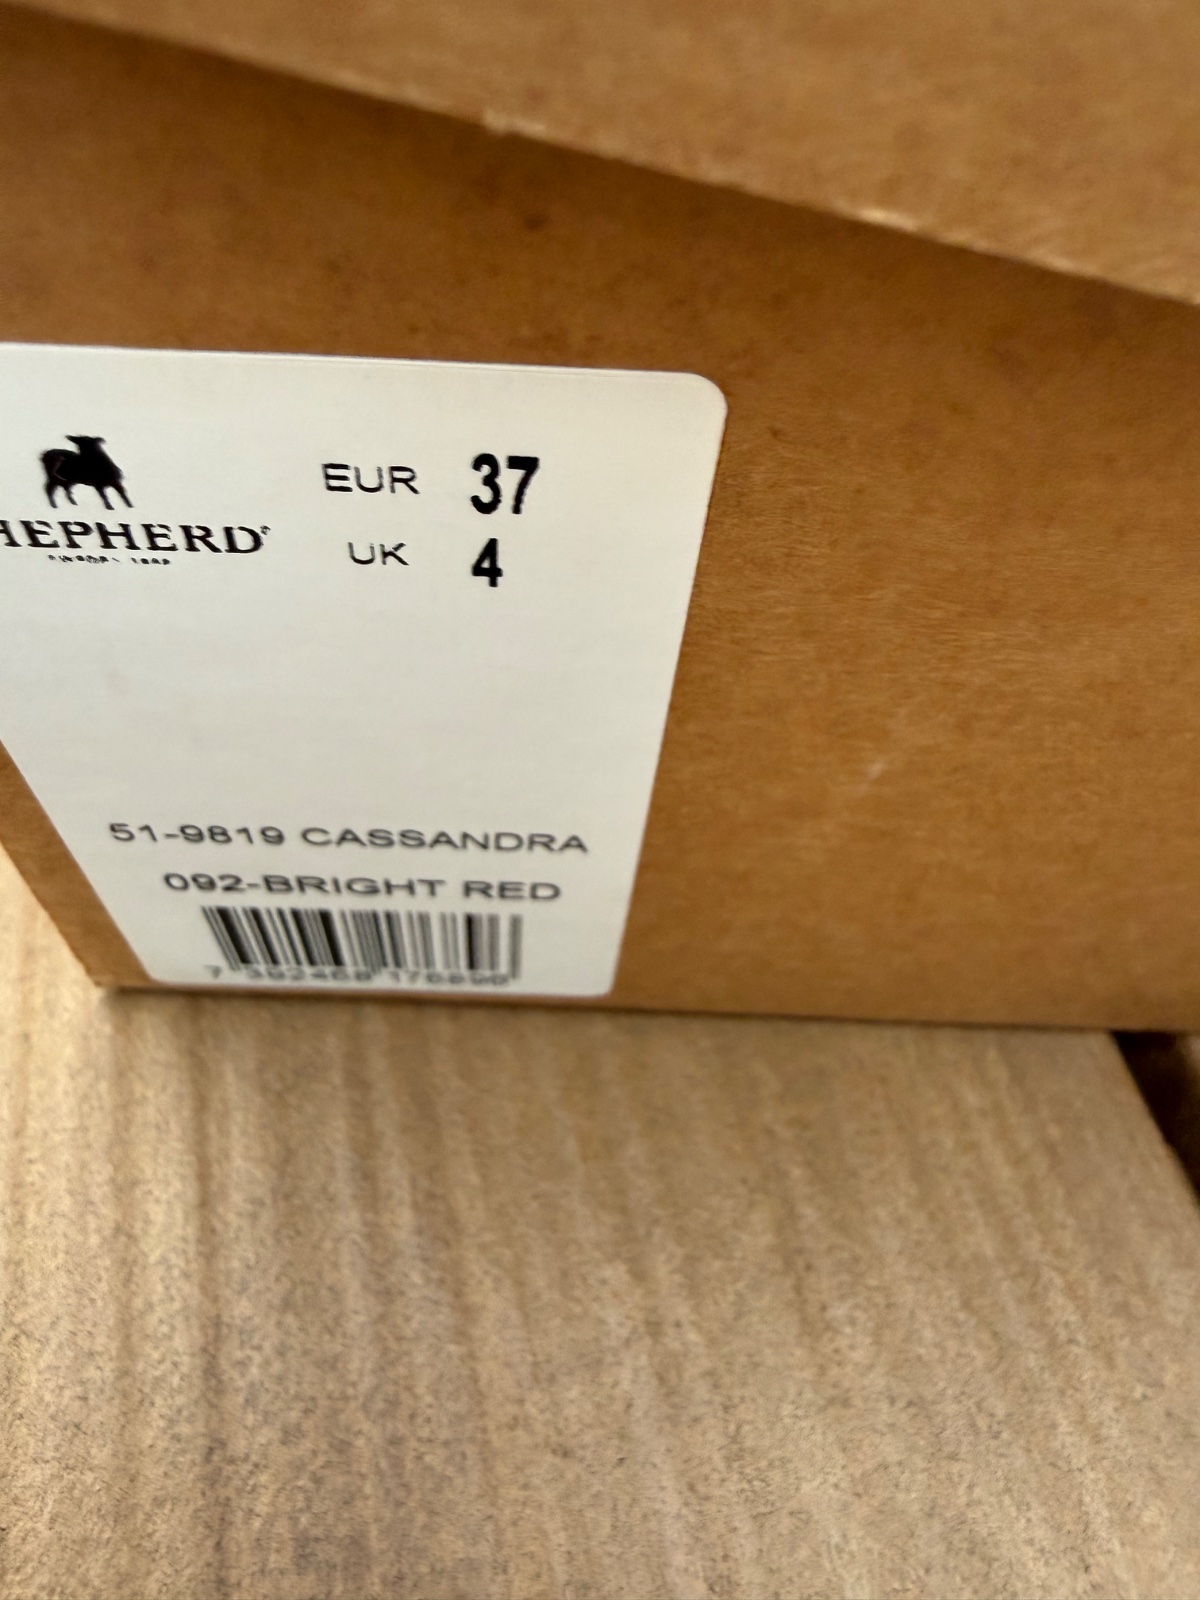 HEPHERD
EUR 37
UK 4
51-9819 CASSANDRA
092-BRIGHT RED